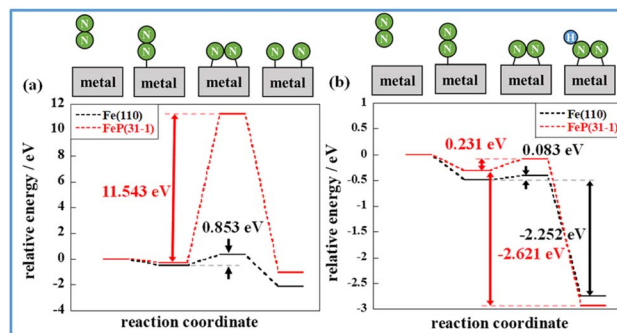 N N N N N N N
metal metal metal metal
(a)
Fe(110)
FeP(31-1)
12
10
8
6
4
2
0
-2
-4
relative energy / eV
11.543 eV
0.853 eV
reaction coordinate
N N N N H N N
N
metal metal metal metal
(b)
Fe(110)
FeP(31-1)
0.231 eV
0.083 eV
0
-0.5
-1
-1.5
-2
-2.5
-3
relative energy / eV
-2.252 eV
-2.621 eV
reaction coordinate